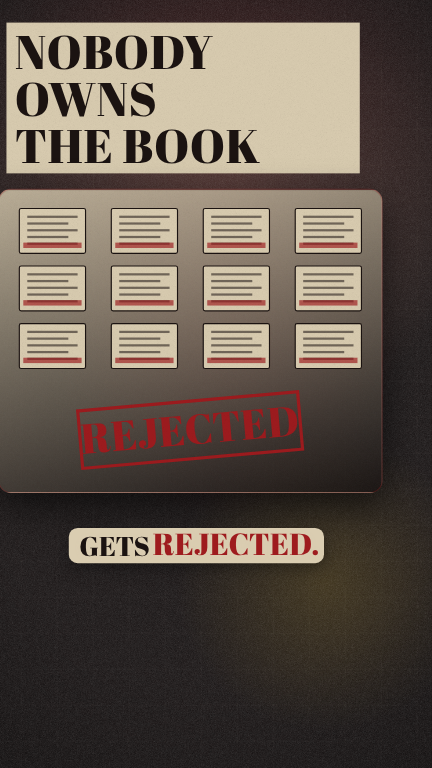 NOBODY
OWNS
THE BOOK
REJECTED
GETS REJECTED.